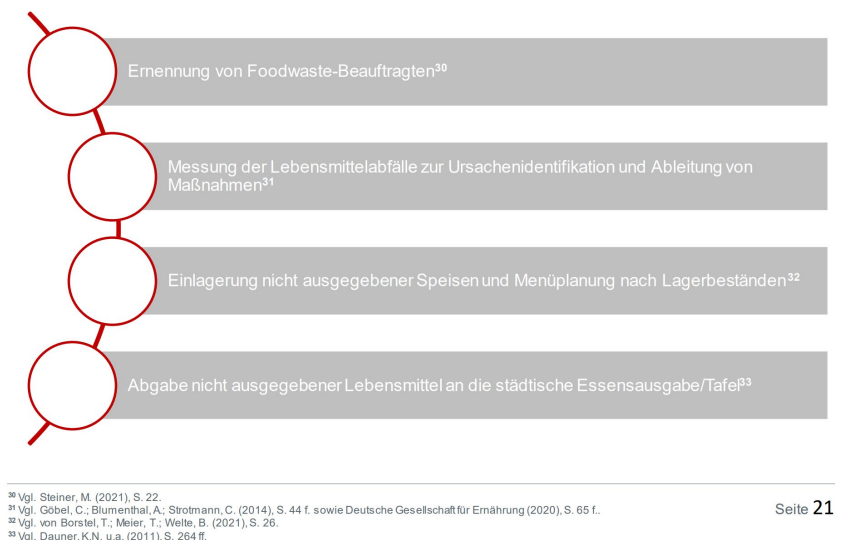 Ernennung von Foodwaste-Beauftragten³⁰
Messung der Lebensmittelabfälle zur Ursachenidentifikation und Ableitung von
Maßnahmen³¹
Einlagerung nicht ausgegebener Speisen und Menüplanung nach Lagerbeständen³²
Abgabe nicht ausgegebener Lebensmittel an die städtische Essensausgabe/Tafel³³
³⁰ Vgl. Steiner, M. (2021), S. 22.
³¹ Vgl. Göbel, C.; Blumenthal, A.; Strotmann, C. (2014), S. 44 f. sowie Deutsche Gesellschaft für Ernährung (2020), S. 65 f..
³² Vgl. von Borstel, T.; Meier, T.; Welte, B. (2021), S. 26.
³³ Vgl. Dauner, K.N. u.a. (2011), S. 264 ff.
Seite 21